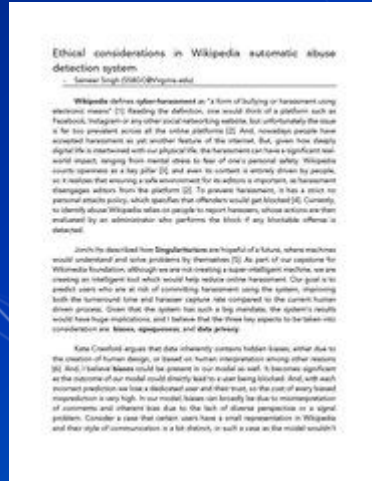 Ethical considerations in Wikipedia automatic abuse
detection system
- Sameer Singh (SS8GC@Virginia.edu)
Wikipedia defines cyber-harassment as "a form of bullying or harassment using
electronic means" [1]. Reading the definition, one would think of a platform such as
Facebook, Instagram or any other social networking website, but unfortunately the issue
is far too prevalent across all the online platforms [2]. And, nowadays people have
accepted harassment as yet another feature of the internet. But, given how deeply
digital life is intertwined with our physical life, the harassment can have a significant real-
world impact, ranging from mental stress to fear of one's personal safety. Wikipedia
counts openness as a key pillar [3], and even its content is entirely driven by people,
so it realizes that ensuring a safe environment for its editors is important, as harassment
disengages editors from the platform [2]. To prevent harassment, it has a strict no
personal attacks policy, which specifies that offenders would get blocked [4]. Currently,
to identify abuse Wikipedia relies on people to report harassers, whose actions are then
evaluated by an administrator who performs the block if any blockable offense is
detected.
Joichi Ito described how Singularitarians are hopeful of a future, where machines
would understand and solve problems by themselves [5]. As part of our capstone for
Wikimedia foundation, although we are not creating a super-intelligent machine, we are
creating an intelligent tool which would help reduce online harassment. Our goal is to
predict users who are at risk of committing harassment using the system, improving
both the turnaround time and harasser capture rate compared to the current human
driven process. Given that the system has such a big mandate, the system's results
would have huge implications, and I believe that the three key aspects to be taken into
consideration are biases, opaqueness, and data privacy.
Kate Crawford argues that data inherently contains hidden biases, either due to
the creation of human design, or based on human interpretation among other reasons
[6]. And, I believe biases could be present in our model as well. It becomes significant
as the outcome of our model could directly lead to a user being blocked. And, with each
incorrect prediction we lose a dedicated user and their trust, so the cost of every biased
misprediction is very high. In our model, biases can broadly be due to misinterpretation
of comments and inherent bias due to the lack of diverse perspective in a signal
problem. Consider a case that certain users have a small representation in Wikipedia
and their style of communication is a bit distinct, in such a case as the model wouldn't